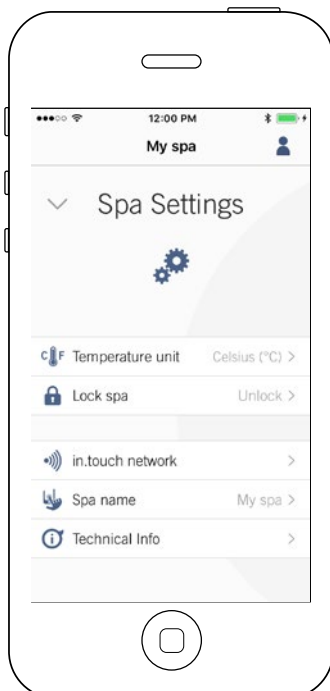 12:00 PM
My spa
Spa Settings
C F Temperature unit Celsius (°C) >
Lock spa Unlock >
in.touch network >
Spa name My spa >
Technical Info >